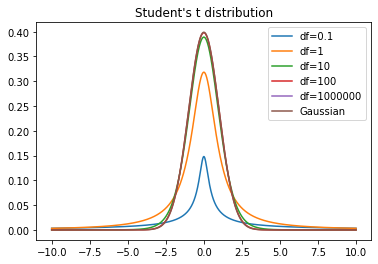 Student's t distribution
0.40
0.35
0.30
0.25
0.20
0.15
0.10
0.05
0.00
−10.0 −7.5 −5.0 −2.5 0.0 2.5 5.0 7.5 10.0
df=0.1
df=1
df=10
df=100
df=1000000
Gaussian